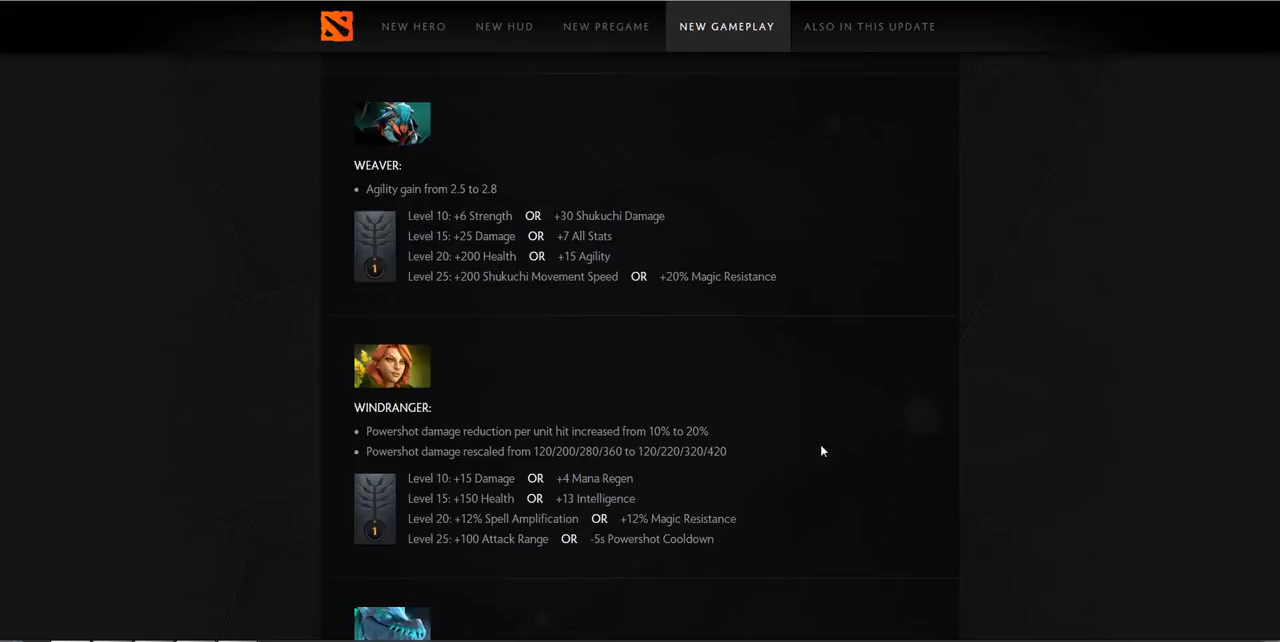 NEW HERO NEW HUD NEW PREGAME NEW GAMEPLAY ALSO IN THIS UPDATE
WEAVER:
• Agility gain from 2.5 to 2.8
Level 10: +6 Strength OR +30 Shukuchi Damage
Level 15: +25 Damage OR +7 All Stats
Level 20: +200 Health OR +15 Agility
1
Level 25: +200 Shukuchi Movement Speed OR +20% Magic Resistance
WINDRANGER:
• Powershot damage reduction per unit hit increased from 10% to 20%
• Powershot damage rescaled from 120/200/280/360 to 120/220/320/420
Level 10: +15 Damage OR +4 Mana Regen
Level 15: +150 Health OR +13 Intelligence
Level 20: +12% Spell Amplification OR +12% Magic Resistance
1
Level 25: +100 Attack Range OR -5s Powershot Cooldown